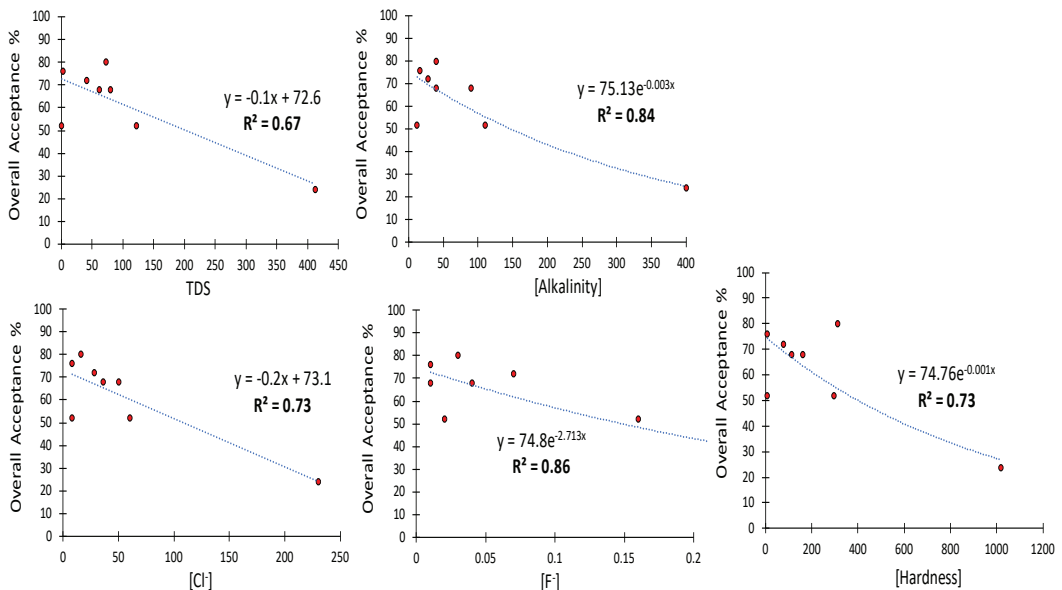 Overall Acceptance %
100
90
80
70
60
50
40
30
20
10
0
y = -0.1x + 72.6
R² = 0.67
0 50 100 150 200 250 300 350 400 450
TDS
Overall Acceptance %
100
90
80
70
60
50
40
30
20
10
0
y = 75.13e^-0.003x
R² = 0.84
0 50 100 150 200 250 300 350 400
[Alkalinity]
Overall Acceptance %
100
90
80
70
60
50
40
30
20
10
0
y = -0.2x + 73.1
R² = 0.73
0 50 100 150 200 250
[Cl⁻]
Overall Acceptance %
100
90
80
70
60
50
40
30
20
10
0
y = 74.8e^-2.713x
R² = 0.86
0 0.05 0.1 0.15 0.2
[F⁻]
Overall Acceptance %
100
90
80
70
60
50
40
30
20
10
0
y = 74.76e^-0.001x
R² = 0.73
0 200 400 600 800 1000 1200
[Hardness]